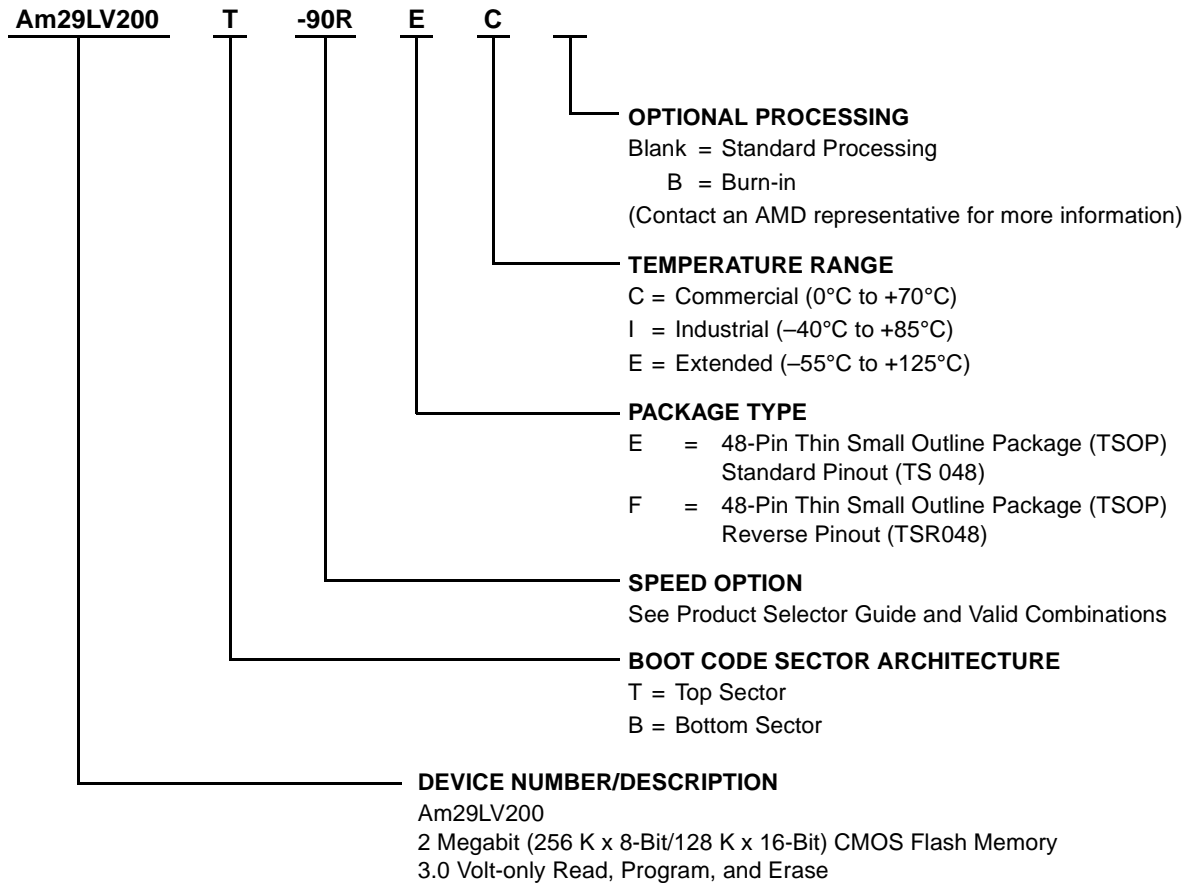 Am29LV200 T -90R E C
OPTIONAL PROCESSING
Blank = Standard Processing
B = Burn-in
(Contact an AMD representative for more information)
TEMPERATURE RANGE
C = Commercial (0°C to +70°C)
I = Industrial (–40°C to +85°C)
E = Extended (–55°C to +125°C)
PACKAGE TYPE
E = 48-Pin Thin Small Outline Package (TSOP)
Standard Pinout (TS 048)
F = 48-Pin Thin Small Outline Package (TSOP)
Reverse Pinout (TSR048)
SPEED OPTION
See Product Selector Guide and Valid Combinations
BOOT CODE SECTOR ARCHITECTURE
T = Top Sector
B = Bottom Sector
DEVICE NUMBER/DESCRIPTION
Am29LV200
2 Megabit (256 K x 8-Bit/128 K x 16-Bit) CMOS Flash Memory
3.0 Volt-only Read, Program, and Erase